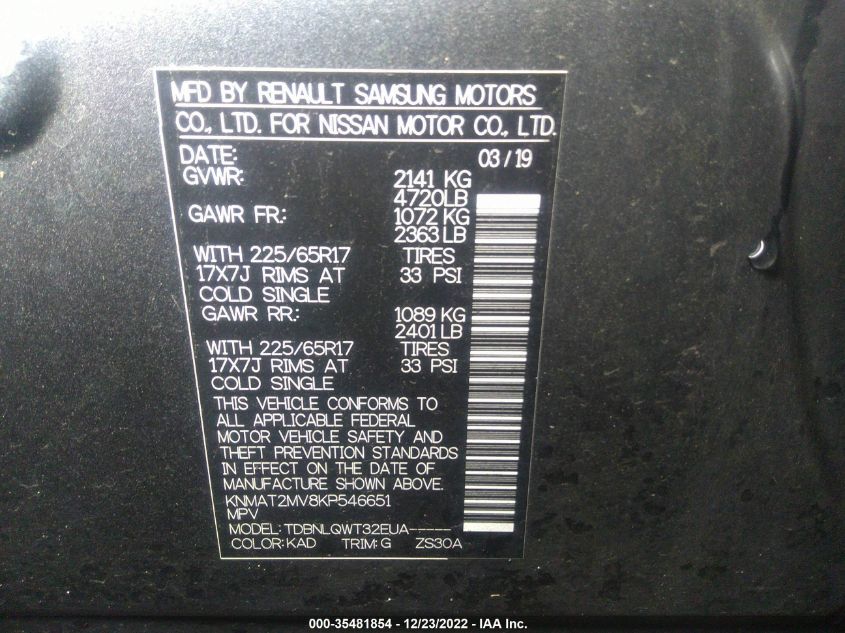 MFD BY RENAULT SAMSUNG MOTORS
CO., LTD. FOR NISSAN MOTOR CO., LTD.
DATE: 03/19
GVWR: 2141 KG
4720LB
GAWR FR.: 1072 KG
2363 LB
WITH 225/65R17 TIRES
17X7J RIMS AT 33 PSI
COLD SINGLE
GAWR RR.: 1089 KG
2401 LB
WITH 225/65R17 TIRES
17X7J RIMS AT 33 PSI
COLD SINGLE
THIS VEHICLE CONFORMS TO
ALL APPLICABLE FEDERAL
MOTOR VEHICLE SAFETY AND
THEFT PREVENTION STANDARDS
IN EFFECT ON THE DATE OF
MANUFACTURE SHOWN ABOVE.
KNMAT2MV8KP546651
MPV
MODEL: TDBNLQWT32EUA-----
COLOR: KAD TRIM: G ZS30A
000-35481854 - 12/23/2022 - IAA Inc.